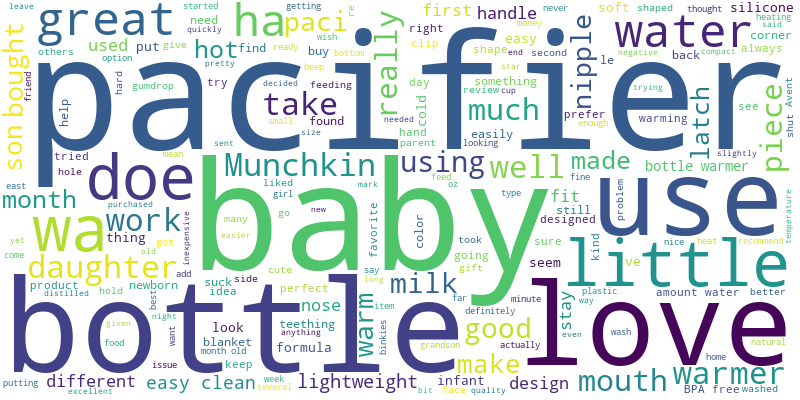 leave
started
getting
re
never
others
great
ha
paci
first
handle
soft shaped thought silicone
need
quickly
wish
money
heating
said
used put give ready bottom
really
clip
right
easy end second
water
corner
son bought
option
hot find
buy
beep
shape
nipple
negative compact always
pacifier
friend
gumdrop
pretty
try
decided
feeding
day
star
something
le
back
trying
shut Avent
help
hard
take
small
found
review cup
much
prefer
latch
see
piece
tried
hole
mean
size
needed
cold
hand
looking
easily
enough
warming
sent
parent
slightly
east
doe
Munchkin
using well made
bottle warmer
month
purchased
liked
girl
mark
feed
oz
type
fit
fine
problem
use
temperature
wa
work
inexpensive
many
go
new
baby
favorite
color
still
designed
yet
thing
got
easier
took
sure
kind
nice heat recommend
come
old
daughter
add
side
cute
say
going
gift
seem
ve
little
product
newborn
suck
idea
perfect
long
milk
plastic
way
amount water better
distilled hold
best
nose
warm
item
far minute
definitely
stay
night
given
want
look
teething
anything
binkies
good
actually
even
wash
natural
food
issue
blanket
formula
bottle
love
month old
keep
grandson
make
home
warmer
putting different easy clean
week
several
lightweight
bit
face
infant
quality
design mouth
BPA free washed
excellent